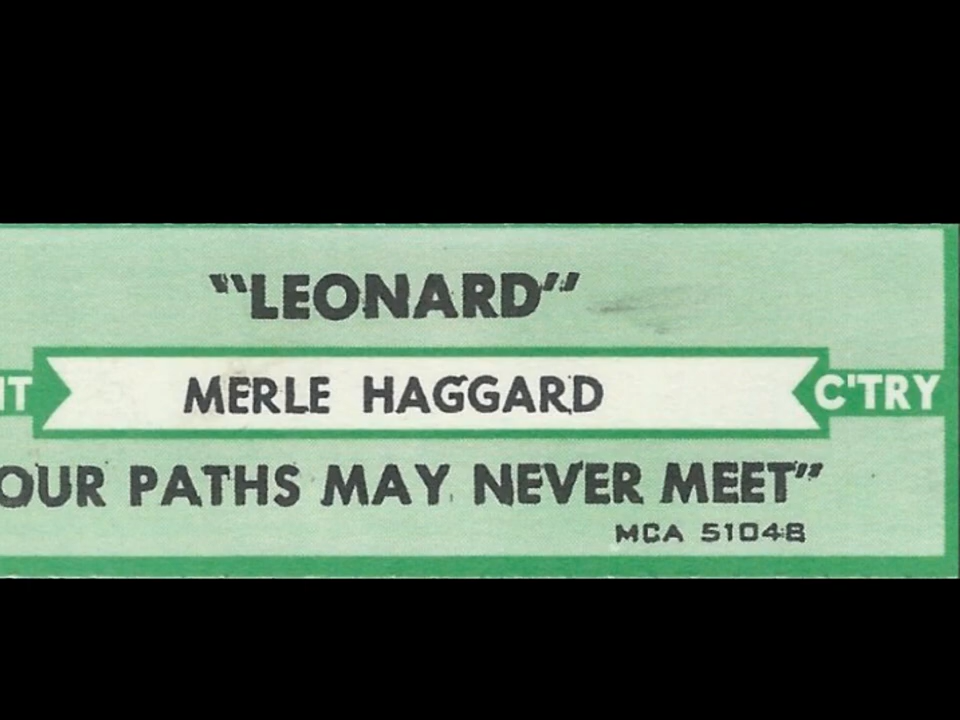 "LEONARD"
MERLE HAGGARD
C'TRY
OUR PATHS MAY NEVER MEET"
MCA 51048